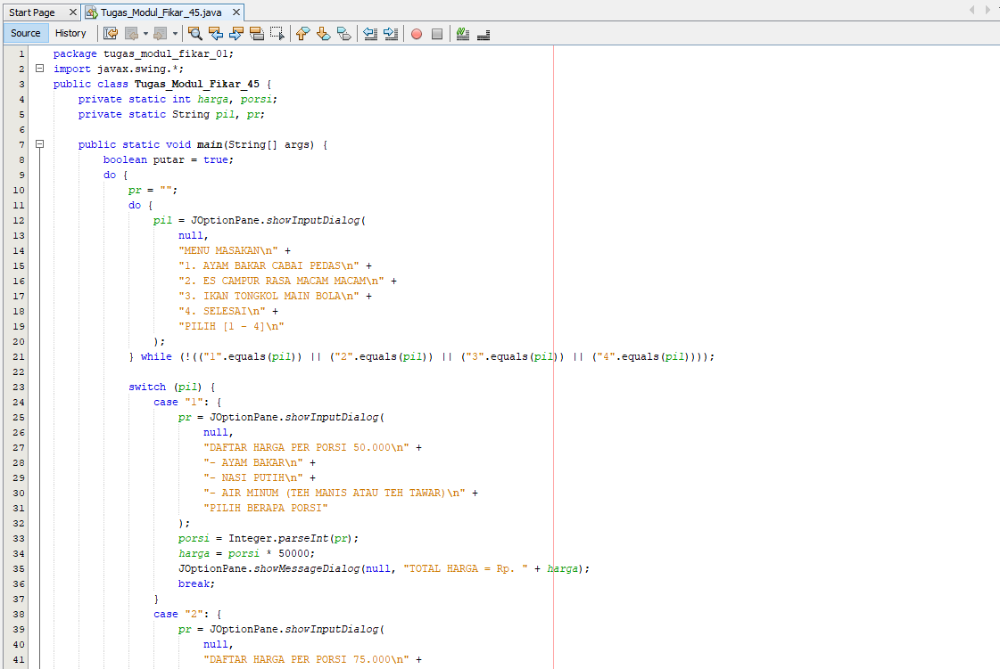 Start Page
Tugas_Modul_Fikar_45.java
Source History
1 package tugas_modul_fikar_01;
2 import javax.swing.*;
3 public class Tugas_Modul_Fikar_45 {
4 private static int harga, porsi;
5 private static String pil, pr;
6
7 public static void main(String[] args) {
8 boolean putar = true;
9 do {
10 pr = "";
11 do {
12 pil = JOptionPane.showInputDialog(
13 null,
14 "MENU MASAKAN\n" +
15 "1. AYAM BAKAR CABAI PEDAS\n" +
16 "2. ES CAMPUR RASA MACAM MACAM\n" +
17 "3. IKAN TONGKOL MAIN BOLA\n" +
18 "4. SELESAI\n" +
19 "PILIH [1 - 4]\n"
20 );
21 } while (!(("1".equals(pil)) || ("2".equals(pil)) || ("3".equals(pil)) || ("4".equals(pil))));
22
23 switch (pil) {
24 case "1": {
25 pr = JOptionPane.showInputDialog(
26 null,
27 "DAFTAR HARGA PER PORSI 50.000\n" +
28 "- AYAM BAKAR\n" +
29 "- NASI PUTIH\n" +
30 "- AIR MINUM (TEH MANIS ATAU TEH TAWAR)\n" +
31 "PILIH BERAPA PORSI"
32 );
33 porsi = Integer.parseInt(pr);
34 harga = porsi * 50000;
35 JOptionPane.showMessageDialog(null, "TOTAL HARGA = Rp. " + harga);
36 break;
37 }
38 case "2": {
39 pr = JOptionPane.showInputDialog(
40 null,
41 "DAFTAR HARGA PER PORSI 75.000\n" +